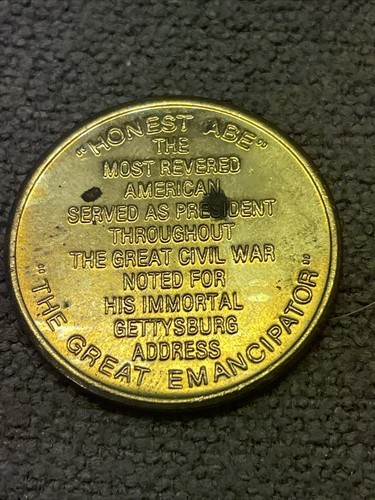 "HONEST ABE"
THE
MOST REVERED
AMERICAN
SERVED AS PRESIDENT
THROUGHOUT
THE GREAT CIVIL WAR
NOTED FOR
HIS IMMORTAL
GETTYSBURG
ADDRESS
"THE GREAT EMANCIPATOR"